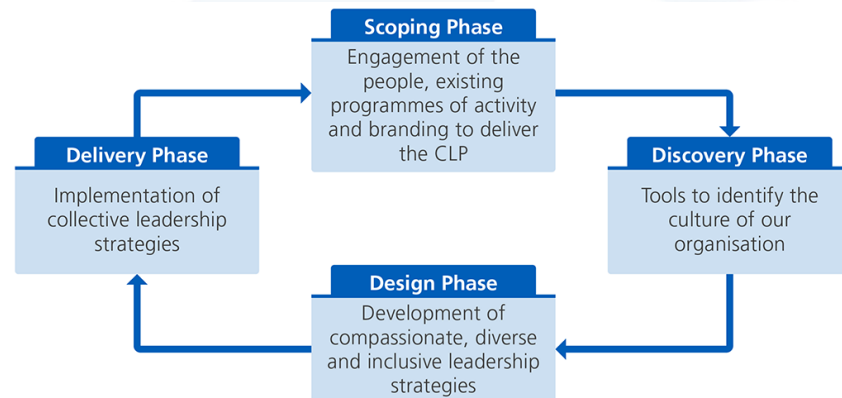 Scoping Phase
Engagement of the
people, existing
programmes of activity
and branding to deliver
the CLP
Discovery Phase
Tools to identify the
culture of our
organisation
Design Phase
Development of
compassionate, diverse
and inclusive leadership
strategies
Delivery Phase
Implementation of
collective leadership
strategies